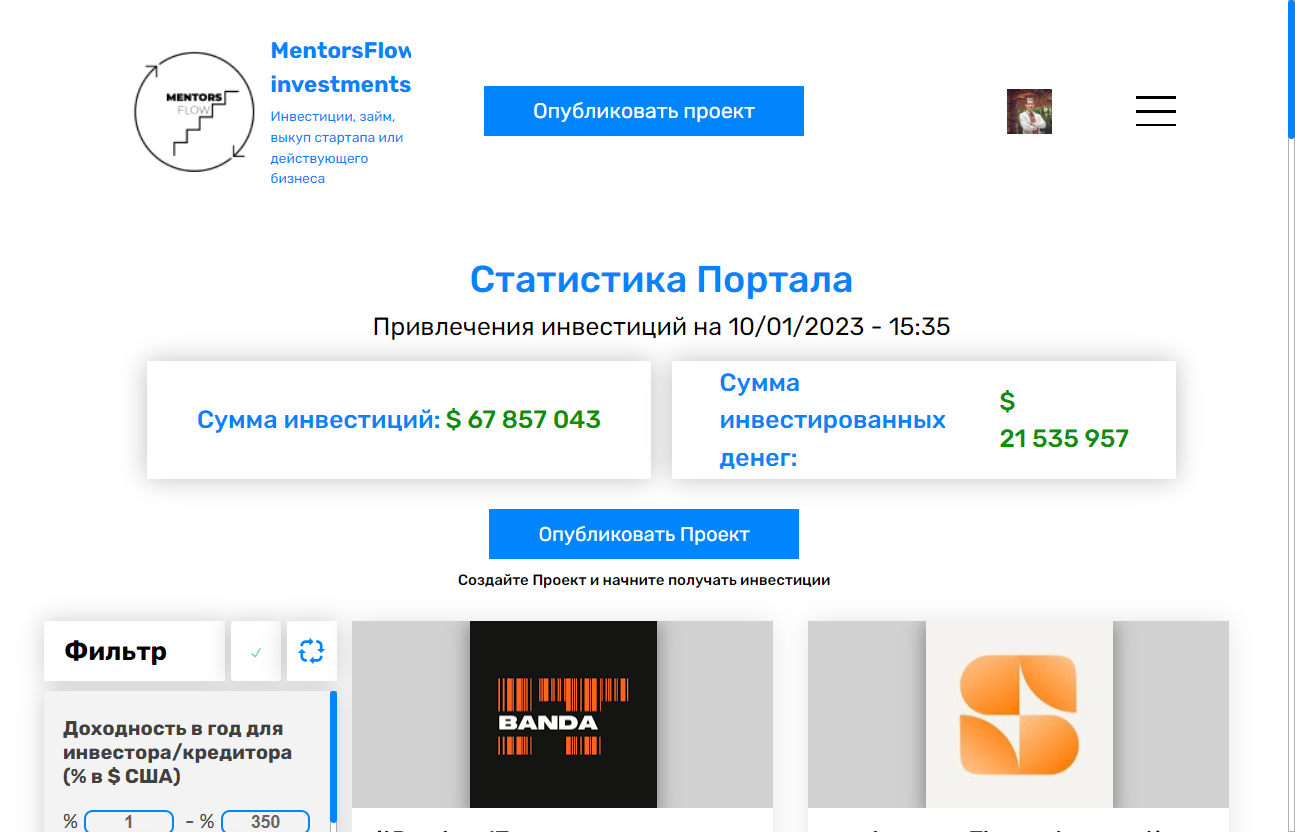 MENTORS
FLOW
MentorsFlow
investments
Инвестиции, займ,
выкуп стартапа или
действующего
бизнеса
Опубликовать проект
Статистика Портала
Привлечения инвестиций на 10/01/2023 - 15:35
Сумма инвестиций: $ 67 857 043
Сумма
инвестированных
денег:
$
21 535 957
Опубликовать Проект
Создайте Проект и начните получать инвестиции
Фильтр
BANDA
Доходность в год для
инвестора/кредитора
(% в $ США)
% 1 - % 350